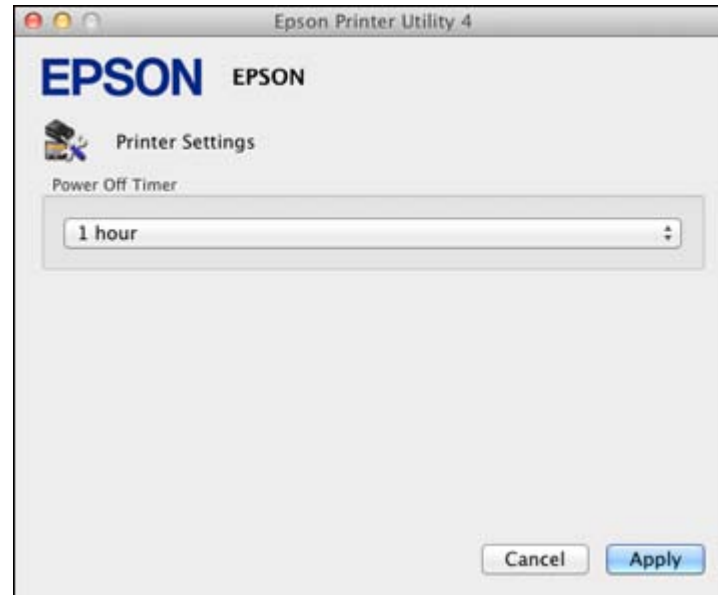 Epson Printer Utility 4
EPSON EPSON
Printer Settings
Power Off Timer
1 hour
Cancel Apply